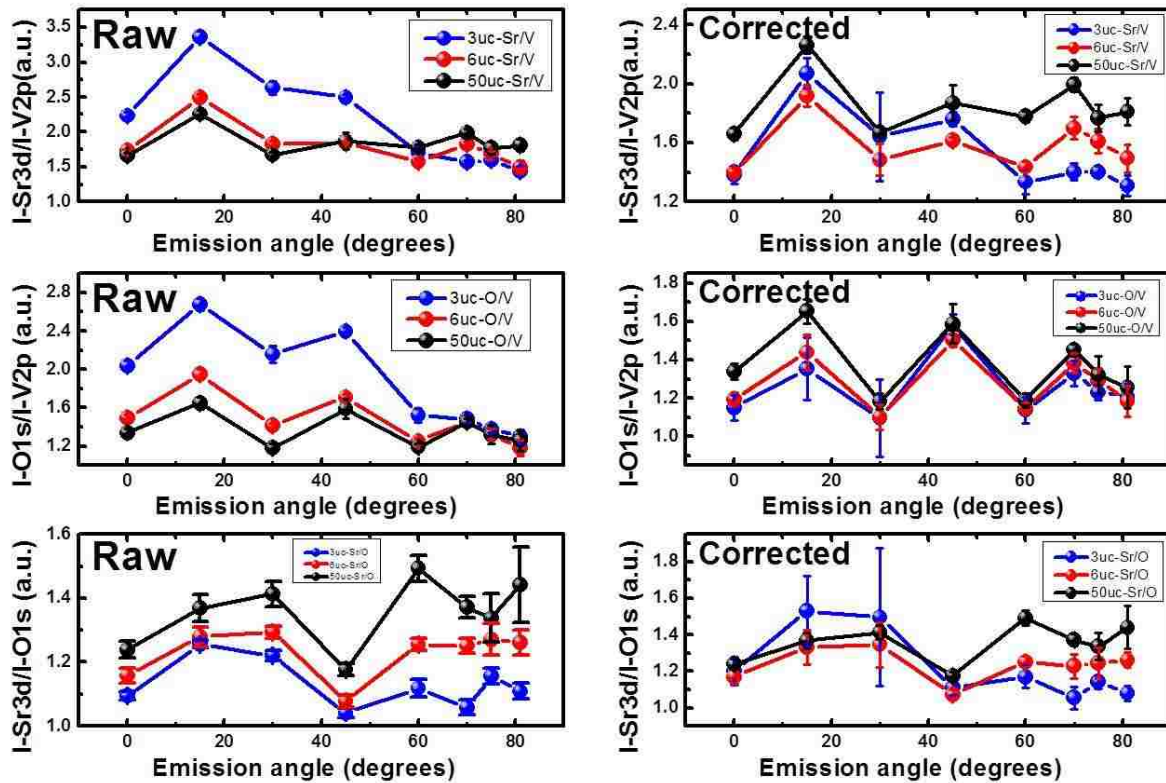 Raw
3uc-Sr/V
6uc-Sr/V
50uc-Sr/V
I-Sr3d/I-V2p(a.u.)
3.5
3.0
2.5
2.0
1.5
1.0
0 20 40 60 80
Emission angle (degrees)
Corrected
3uc-Sr/V
6uc-Sr/V
50uc-Sr/V
I-Sr3d/I-V2p(a.u.)
2.4
2.0
1.6
1.2
0 20 40 60 80
Emission angle (degrees)
Raw
3uc-O/V
6uc-O/V
50uc-O/V
I-O1s/I-V2p (a.u.)
2.8
2.4
2.0
1.6
1.2
0 20 40 60 80
Emission angle (degrees)
Corrected
3uc-O/V
6uc-O/V
50uc-O/V
I-O1s/I-V2p (a.u.)
1.8
1.6
1.4
1.2
1.0
0 20 40 60 80
Emission angle (degrees)
Raw
3uc-Sr/O
6uc-Sr/O
50uc-Sr/O
I-Sr3d/I-O1s (a.u.)
1.6
1.4
1.2
1.0
0 20 40 60 80
Emission angle (degrees)
Corrected
3uc-Sr/O
6uc-Sr/O
50uc-Sr/O
I-Sr3d/I-O1s (a.u.)
1.8
1.6
1.4
1.2
1.0
0 20 40 60 80
Emission angle (degrees)